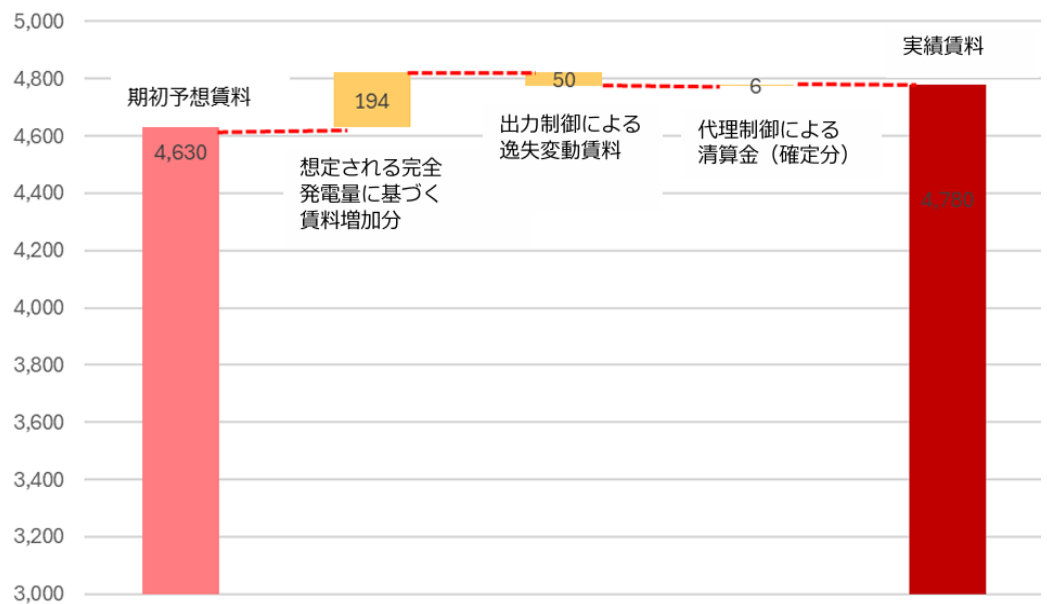 5,000
4,800
4,600
4,400
4,200
4,000
3,800
3,600
3,400
3,200
3,000
期初予想賃料
4,630
194
想定される完全
発電量に基づく
賃料増加分
50
出力制御による
逸失変動賃料
6
代理制御による
清算金（確定分）
実績賃料
4,780